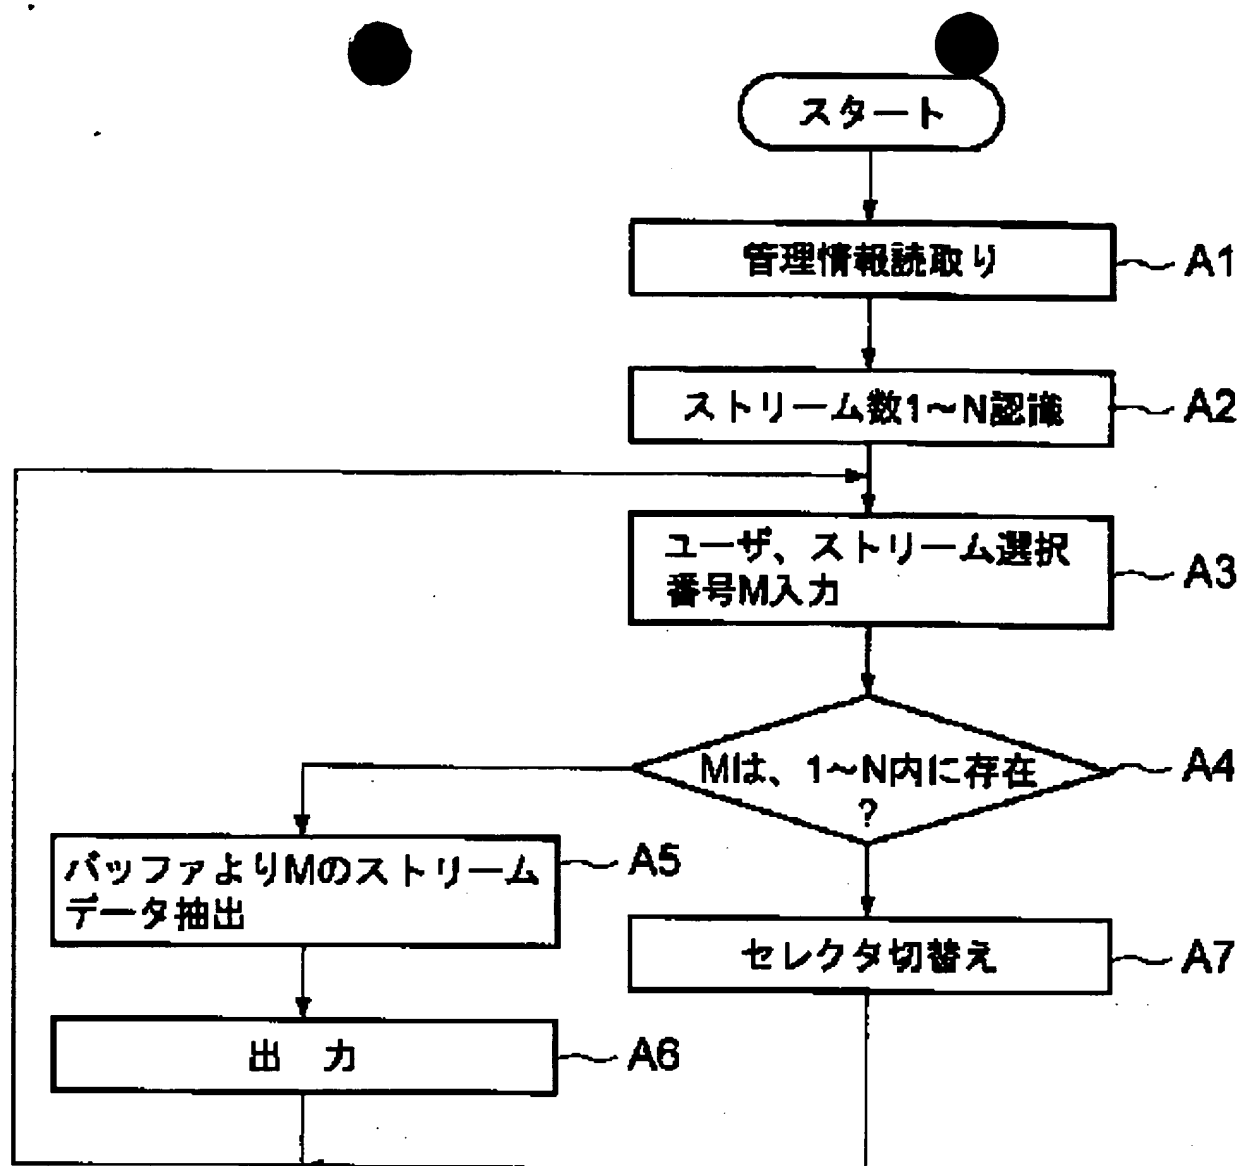 スタート
管理情報読取り
A1
ストリーム数1～N認識
A2
ユーザ、ストリーム選択
番号M入力
A3
Mは、1～N内に存在
?
A4
バッファよりMのストリーム
データ抽出
A5
セレクタ切替え
A7
出 力
A6